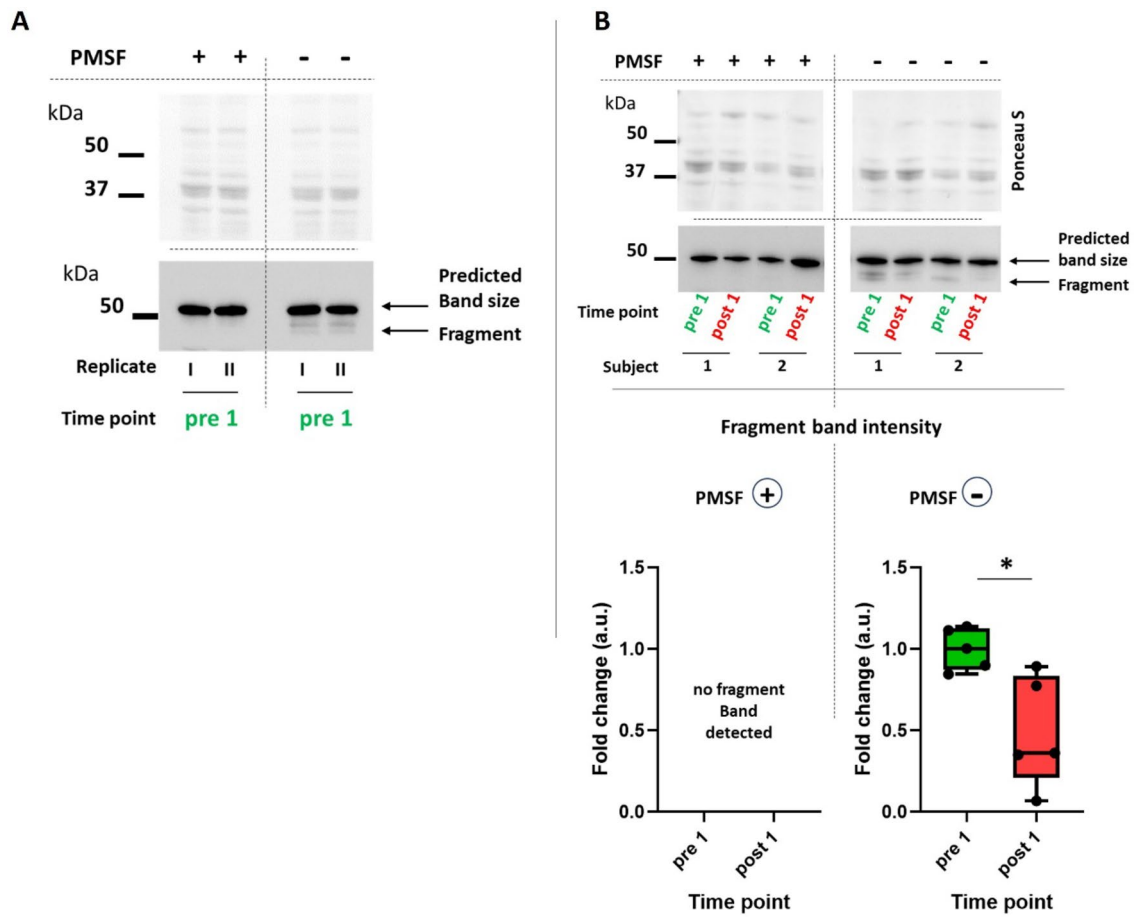 A
PMSF + + - -
kDa
50
37
kDa
50
Predicted
Band size
Fragment
Replicate I II I II
Time point pre 1 pre 1
B
PMSF + + + + - - - -
kDa
50
37
Ponceau S
50
Predicted
band size
Fragment
Time point pre 1 post 1 pre 1 post 1 pre 1 post 1 pre 1 post 1
Subject 1 2 1 2
Fragment band intensity
PMSF +
Fold change (a.u.)
1.5
1.0
0.5
0.0
no fragment
Band
detected
pre 1 post 1
Time point
PMSF -
Fold change (a.u.)
1.5
1.0
0.5
0.0
*
pre 1 post 1
Time point